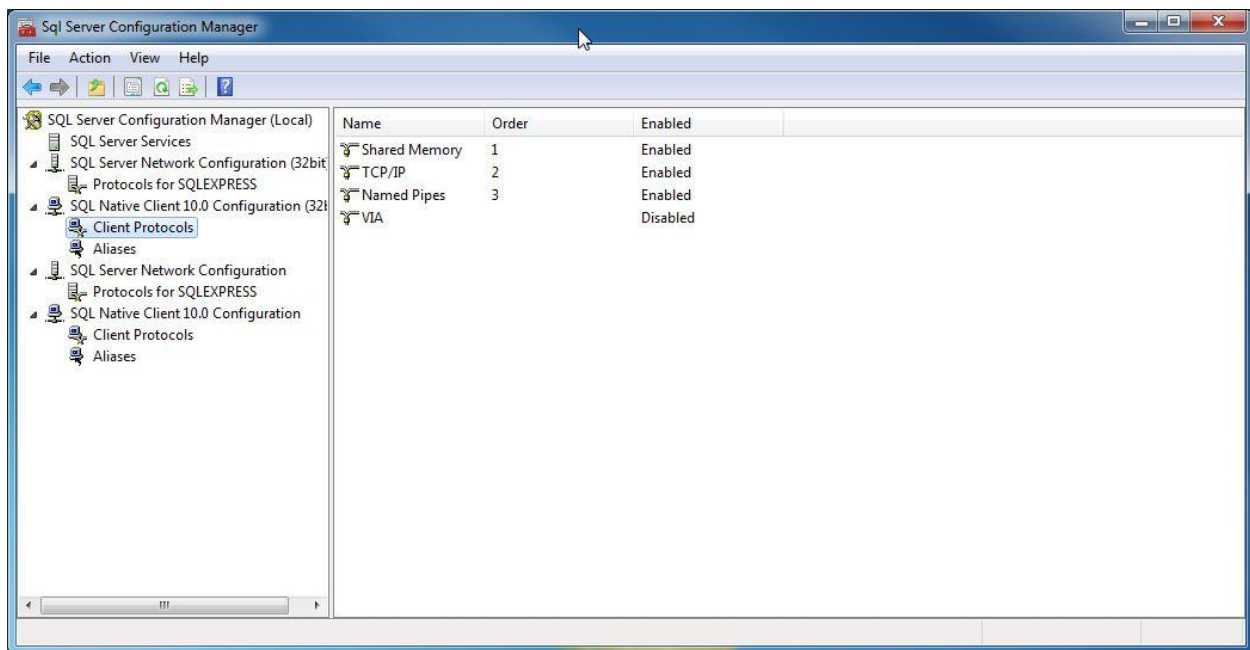 Sql Server Configuration Manager
File Action View Help
SQL Server Configuration Manager (Local)
SQL Server Services
SQL Server Network Configuration (32bit
Protocols for SQLEXPRESS
SQL Native Client 10.0 Configuration (32b
Client Protocols
Aliases
SQL Server Network Configuration
Protocols for SQLEXPRESS
SQL Native Client 10.0 Configuration
Client Protocols
Aliases
Name Order Enabled
Shared Memory 1 Enabled
TCP/IP 2 Enabled
Named Pipes 3 Enabled
VIA Disabled